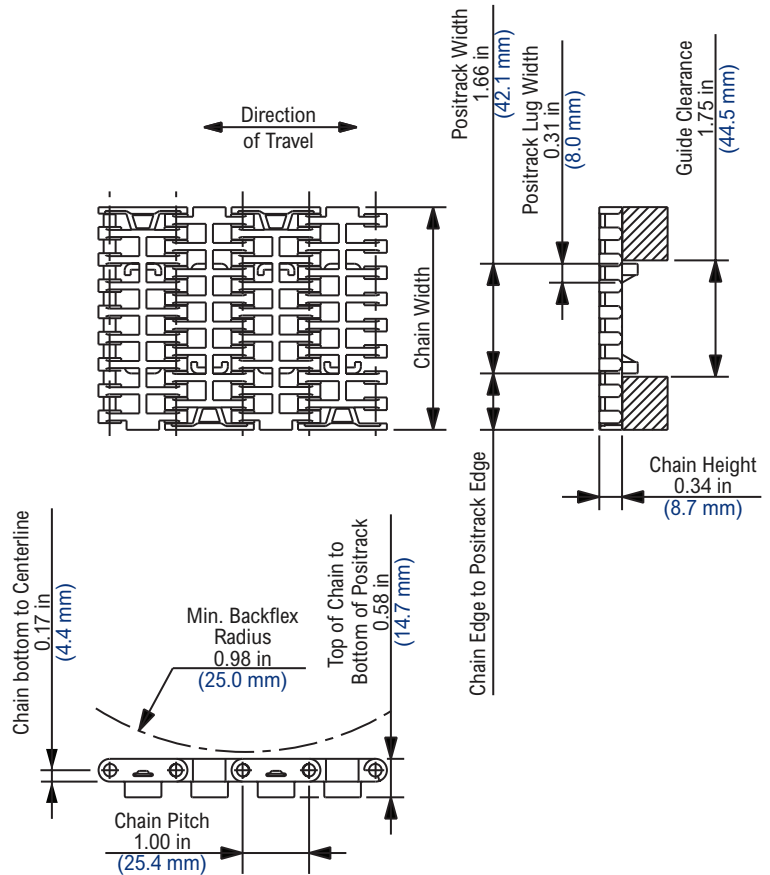 Direction
of Travel
Positrack Width
1.66 in
(42.1 mm)
Positrack Lug Width
0.31 in
(8.0 mm)
Guide Clearance
1.75 in
(44.5 mm)
Chain Width
Chain Edge to Positrack Edge
Chain Height
0.34 in
(8.7 mm)
Chain bottom to Centerline
0.17 in
(4.4 mm)
Min. Backflex
Radius
0.98 in
(25.0 mm)
Top of Chain to
Bottom of Positrack
0.58 in
(14.7 mm)
Chain Pitch
1.00 in
(25.4 mm)